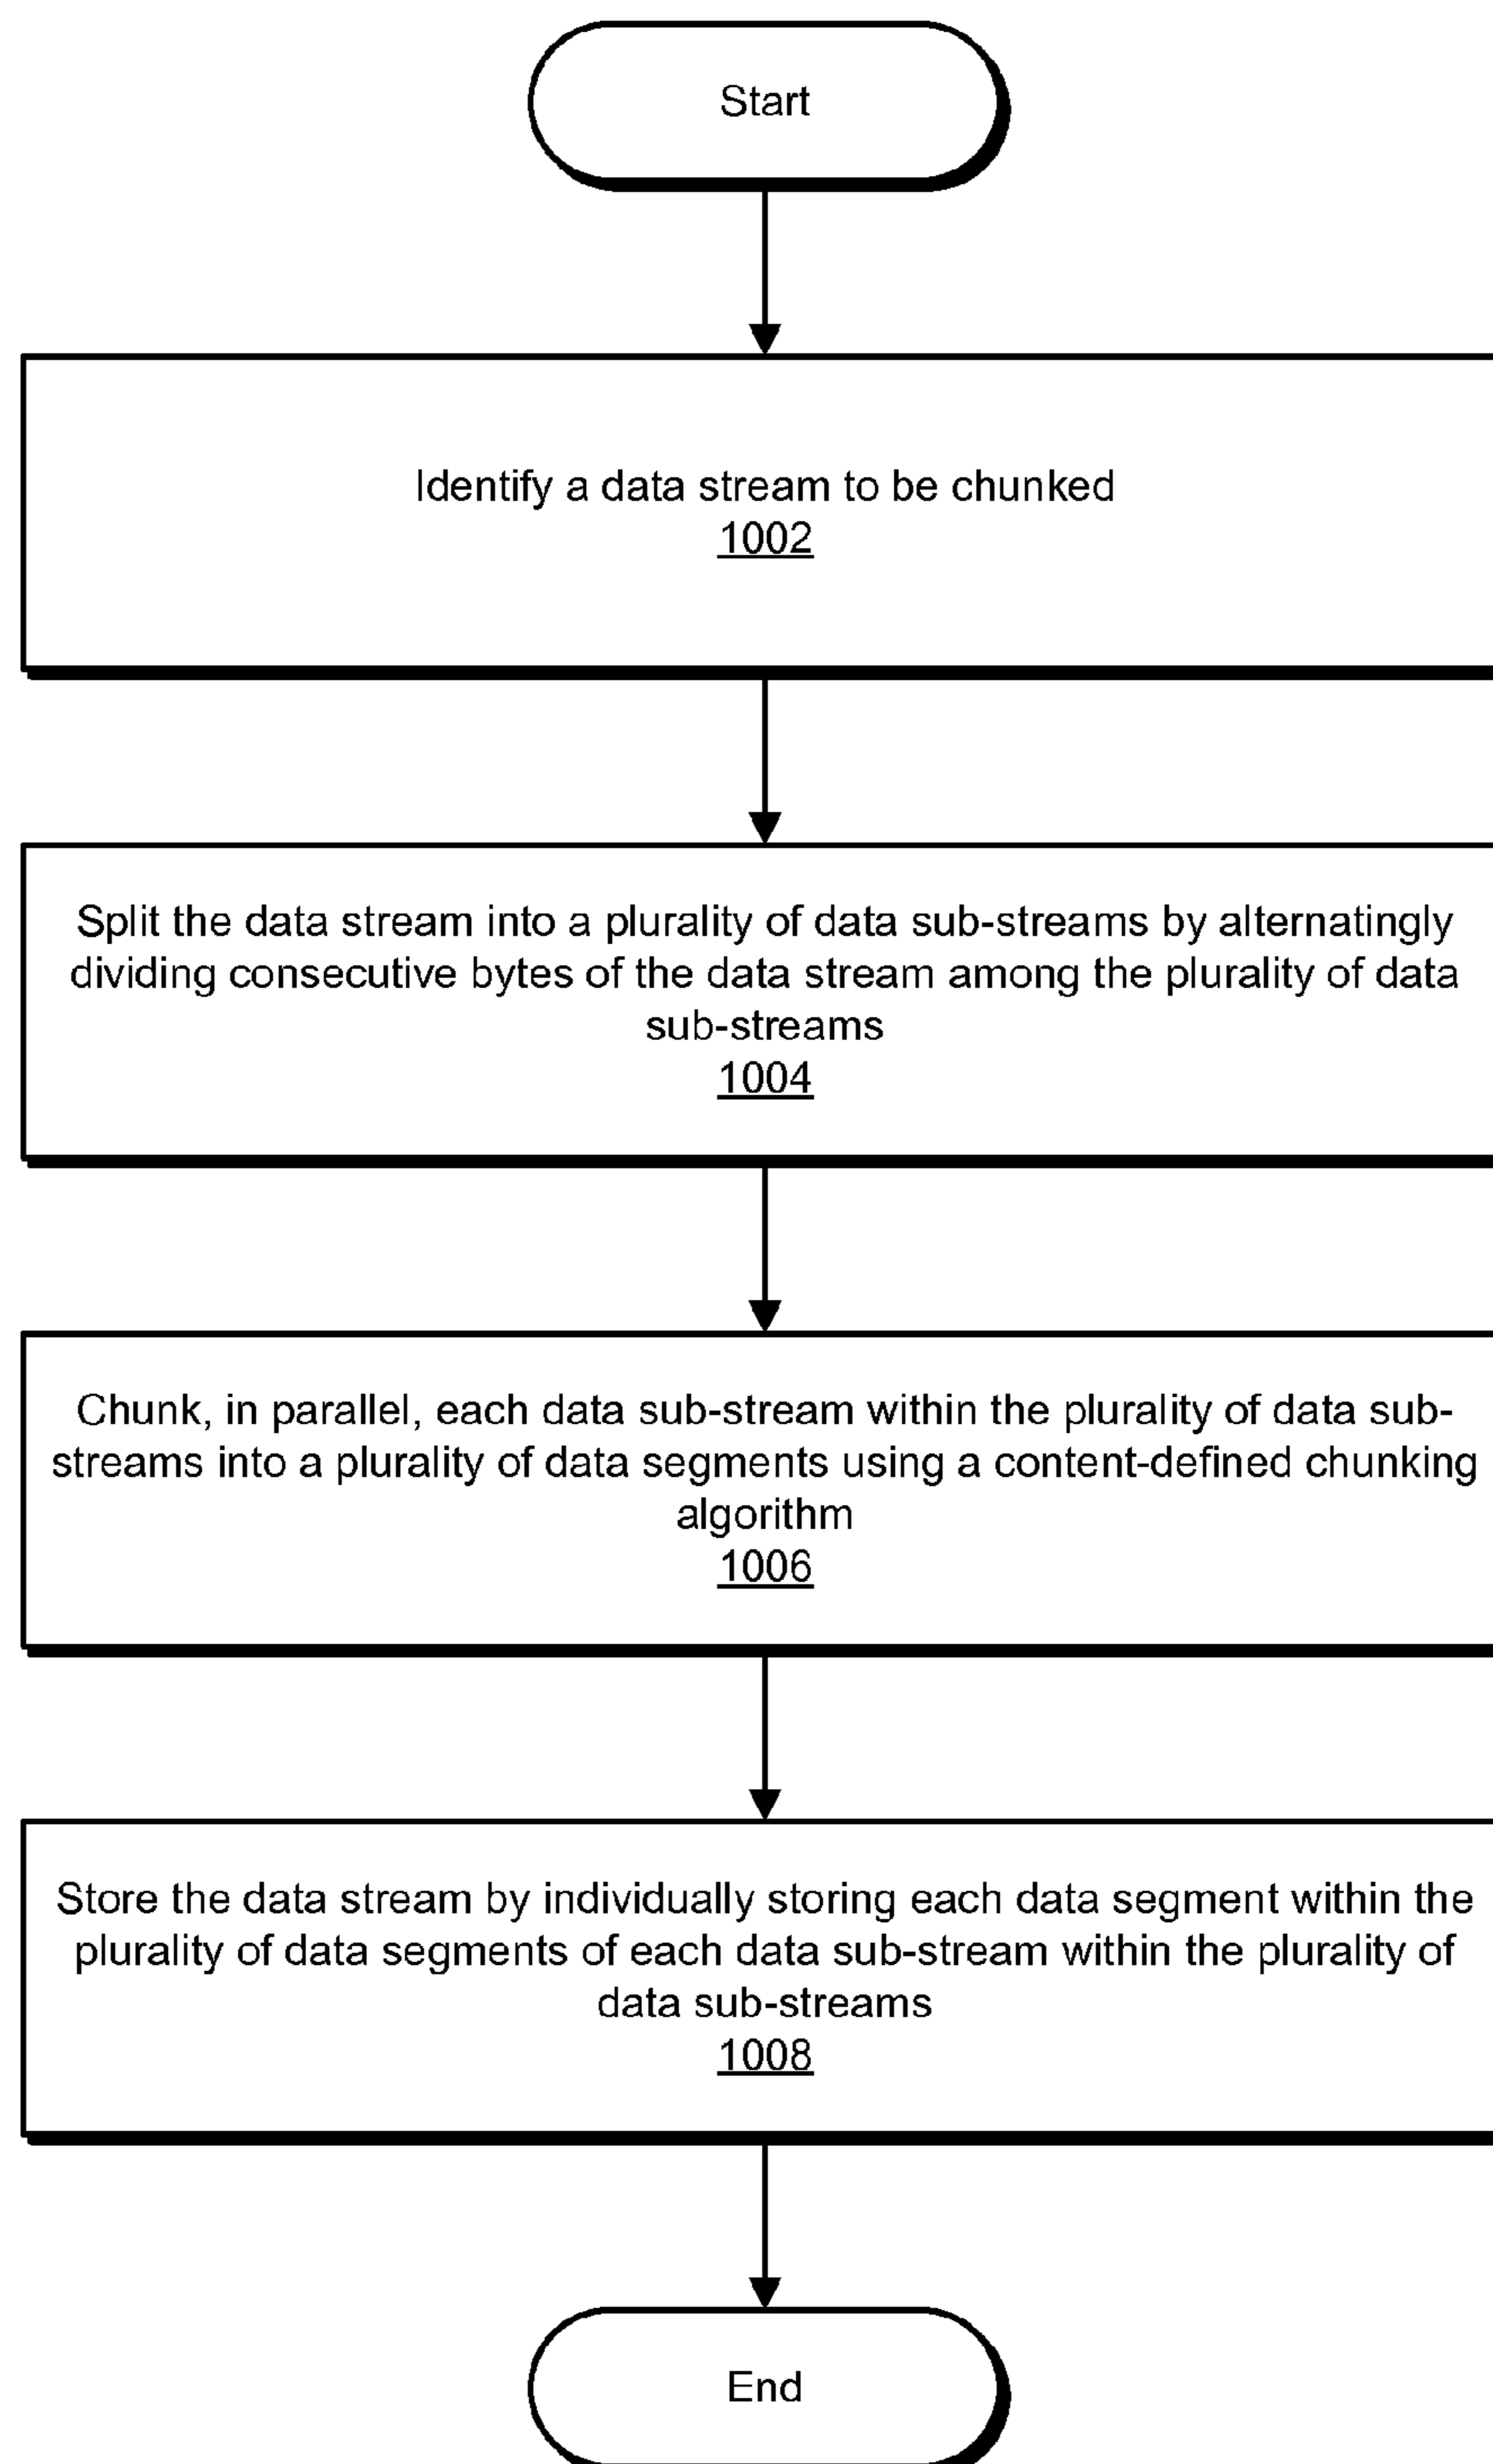 Start
Identify a data stream to be chunked
1002
Split the data stream into a plurality of data sub-streams by alternatingly
dividing consecutive bytes of the data stream among the plurality of data
sub-streams
1004
Chunk, in parallel, each data sub-stream within the plurality of data sub-
streams into a plurality of data segments using a content-defined chunking
algorithm
1006
Store the data stream by individually storing each data segment within the
plurality of data segments of each data sub-stream within the plurality of
data sub-streams
1008
End